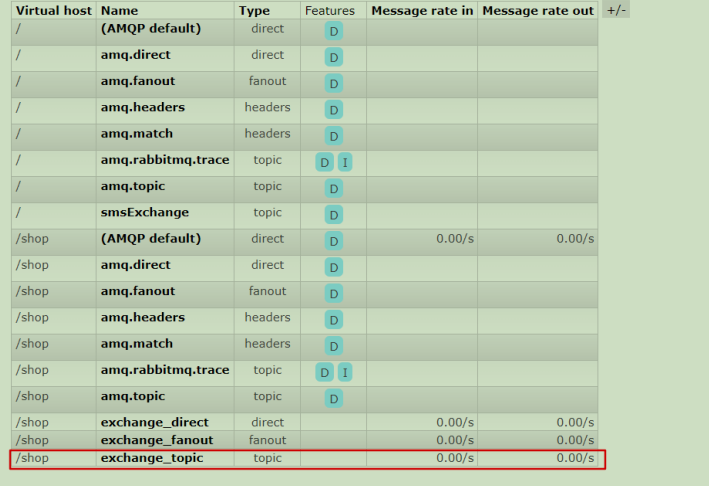 Virtual host Name Type Features Message rate in Message rate out +/-
/ (AMQP default) direct D
/ amq.direct direct D
/ amq.fanout fanout D
/ amq.headers headers D
/ amq.match headers D
/ amq.rabbitmq.trace topic D I
/ amq.topic topic D
/ smsExchange topic D
/shop (AMQP default) direct D 0.00/s 0.00/s
/shop amq.direct direct D
/shop amq.fanout fanout D
/shop amq.headers headers D
/shop amq.match headers D
/shop amq.rabbitmq.trace topic D I
/shop amq.topic topic D
/shop exchange_direct direct 0.00/s 0.00/s
/shop exchange_fanout fanout 0.00/s 0.00/s
/shop exchange_topic topic 0.00/s 0.00/s